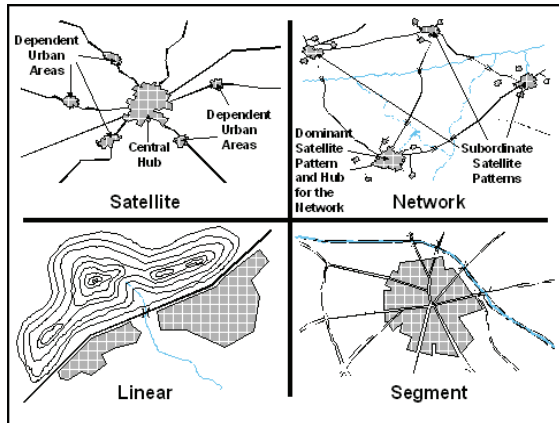 Dependent
Urban
Areas
Dependent
Urban
Areas
Central
Hub
Satellite
Dominant
Satellite
Pattern
and Hub
for the
Network
Subordinate
Satellite
Patterns
Network
Linear
Segment